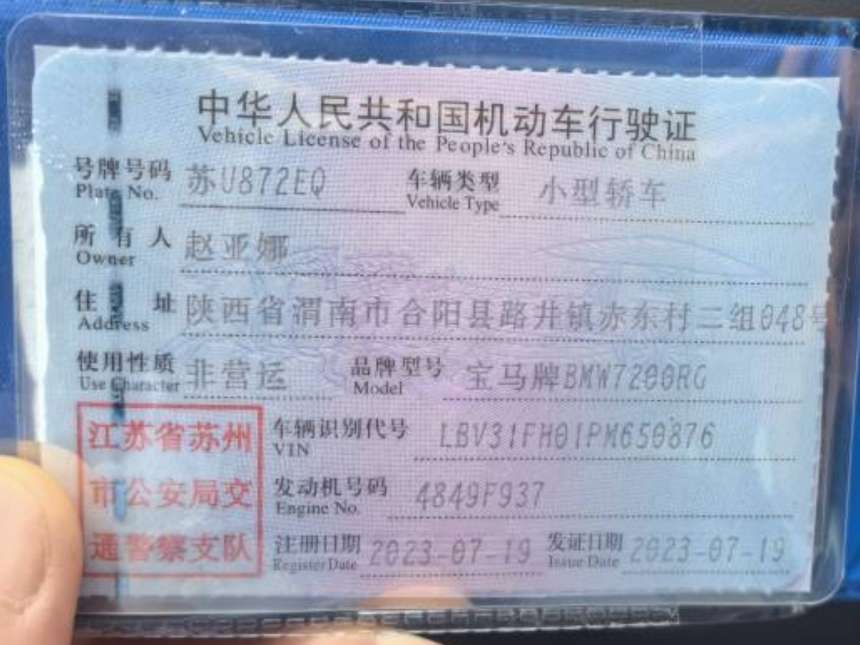 中华人民共和国机动车行驶证
Vehicle License of the People's Republic of China
号牌号码 苏U872EQ 车辆类型 小型轿车
Plate No. Vehicle Type
所有人 赵亚娜
Owner
住址 陕西省渭南市合阳县路井镇赤东村二组048号
Address
使用性质 非营运 品牌型号 宝马牌BMW7200RG
Use Character Model
江苏省苏州
市公安局交
通警察支队
车辆识别代号 LBV31FH01PM650876
VIN
发动机号码 4849F937
Engine No.
注册日期 2023-07-19 发证日期 2023-07-19
Register Date Issue Date